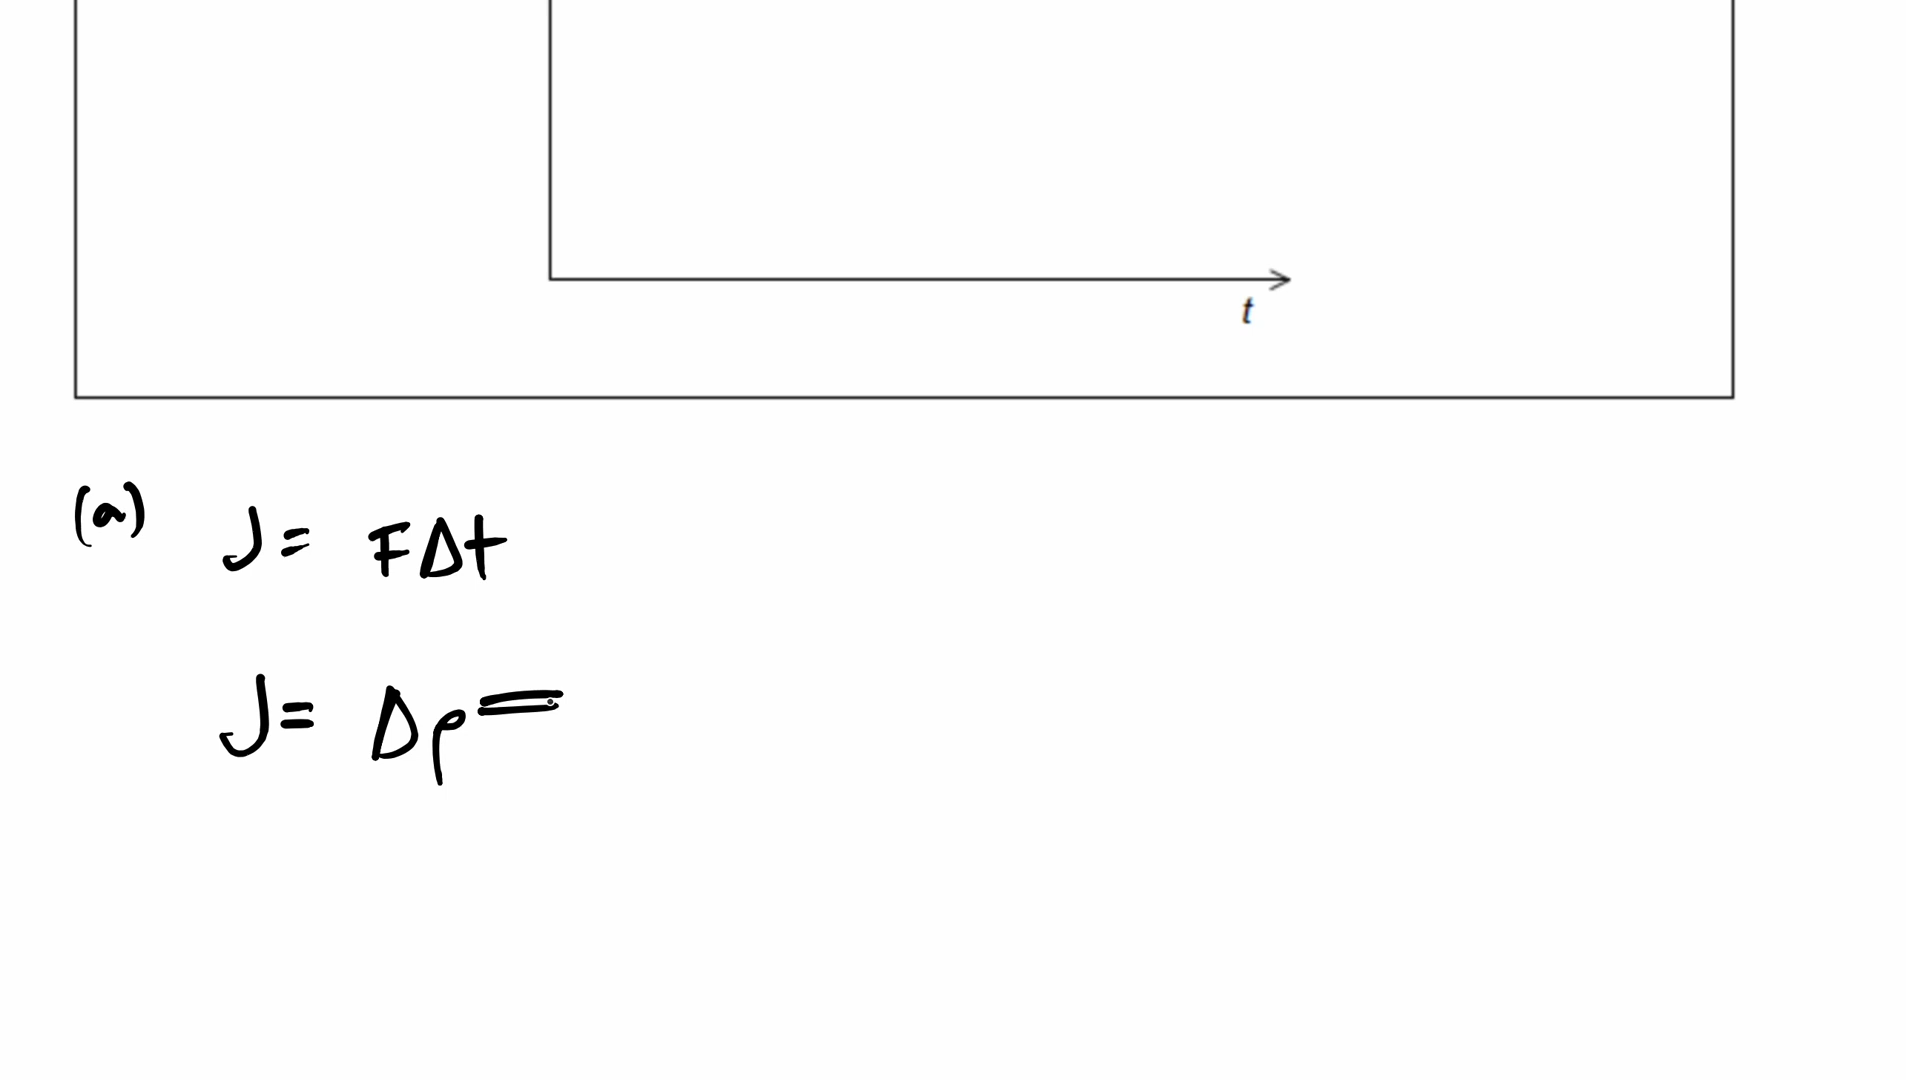 t
(a) J = FΔt
J = Δp =